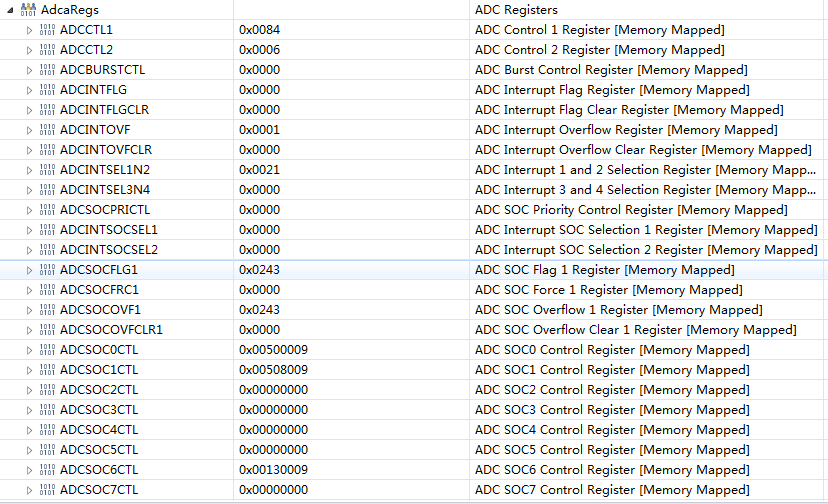 AdcaRegs ADC Registers
ADCCTL1 0x0084 ADC Control 1 Register [Memory Mapped]
ADCCTL2 0x0006 ADC Control 2 Register [Memory Mapped]
ADCBURSTCTL 0x0000 ADC Burst Control Register [Memory Mapped]
ADCINTFLG 0x0000 ADC Interrupt Flag Register [Memory Mapped]
ADCINTFLGCLR 0x0000 ADC Interrupt Flag Clear Register [Memory Mapped]
ADCINTOVF 0x0001 ADC Interrupt Overflow Register [Memory Mapped]
ADCINTOVFCLR 0x0000 ADC Interrupt Overflow Clear Register [Memory Mapped]
ADCINTSEL1N2 0x0021 ADC Interrupt 1 and 2 Selection Register [Memory Mapp...
ADCINTSEL3N4 0x0000 ADC Interrupt 3 and 4 Selection Register [Memory Mapp...
ADCSOCPRICTL 0x0000 ADC SOC Priority Control Register [Memory Mapped]
ADCINTSOCSEL1 0x0000 ADC Interrupt SOC Selection 1 Register [Memory Mapped]
ADCINTSOCSEL2 0x0000 ADC Interrupt SOC Selection 2 Register [Memory Mapped]
ADCSOCFLG1 0x0243 ADC SOC Flag 1 Register [Memory Mapped]
ADCSOCFRC1 0x0000 ADC SOC Force 1 Register [Memory Mapped]
ADCSOCOVF1 0x0243 ADC SOC Overflow 1 Register [Memory Mapped]
ADCSOCOVFCLR1 0x0000 ADC SOC Overflow Clear 1 Register [Memory Mapped]
ADCSOC0CTL 0x00500009 ADC SOC0 Control Register [Memory Mapped]
ADCSOC1CTL 0x00508009 ADC SOC1 Control Register [Memory Mapped]
ADCSOC2CTL 0x00000000 ADC SOC2 Control Register [Memory Mapped]
ADCSOC3CTL 0x00000000 ADC SOC3 Control Register [Memory Mapped]
ADCSOC4CTL 0x00000000 ADC SOC4 Control Register [Memory Mapped]
ADCSOC5CTL 0x00000000 ADC SOC5 Control Register [Memory Mapped]
ADCSOC6CTL 0x00130009 ADC SOC6 Control Register [Memory Mapped]
ADCSOC7CTL 0x00000000 ADC SOC7 Control Register [Memory Mapped]